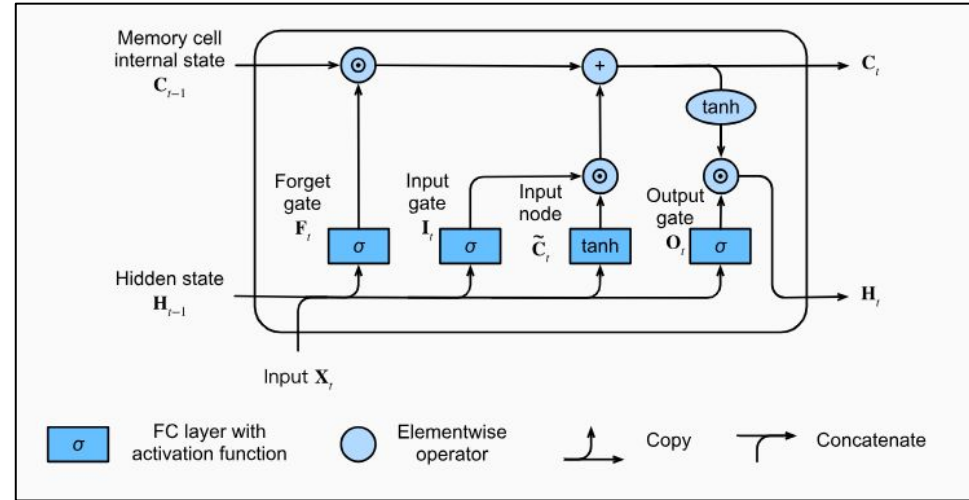 Memory cell
internal state
C_{t−1}
C_t
tanh
Forget
gate
F_t
Input
gate
I_t
Input
node
C̃_t
Output
gate
O_t
σ
σ
tanh
σ
Hidden state
H_{t−1}
H_t
Input X_t
σ
FC layer with
activation function
Elementwise
operator
Copy
Concatenate